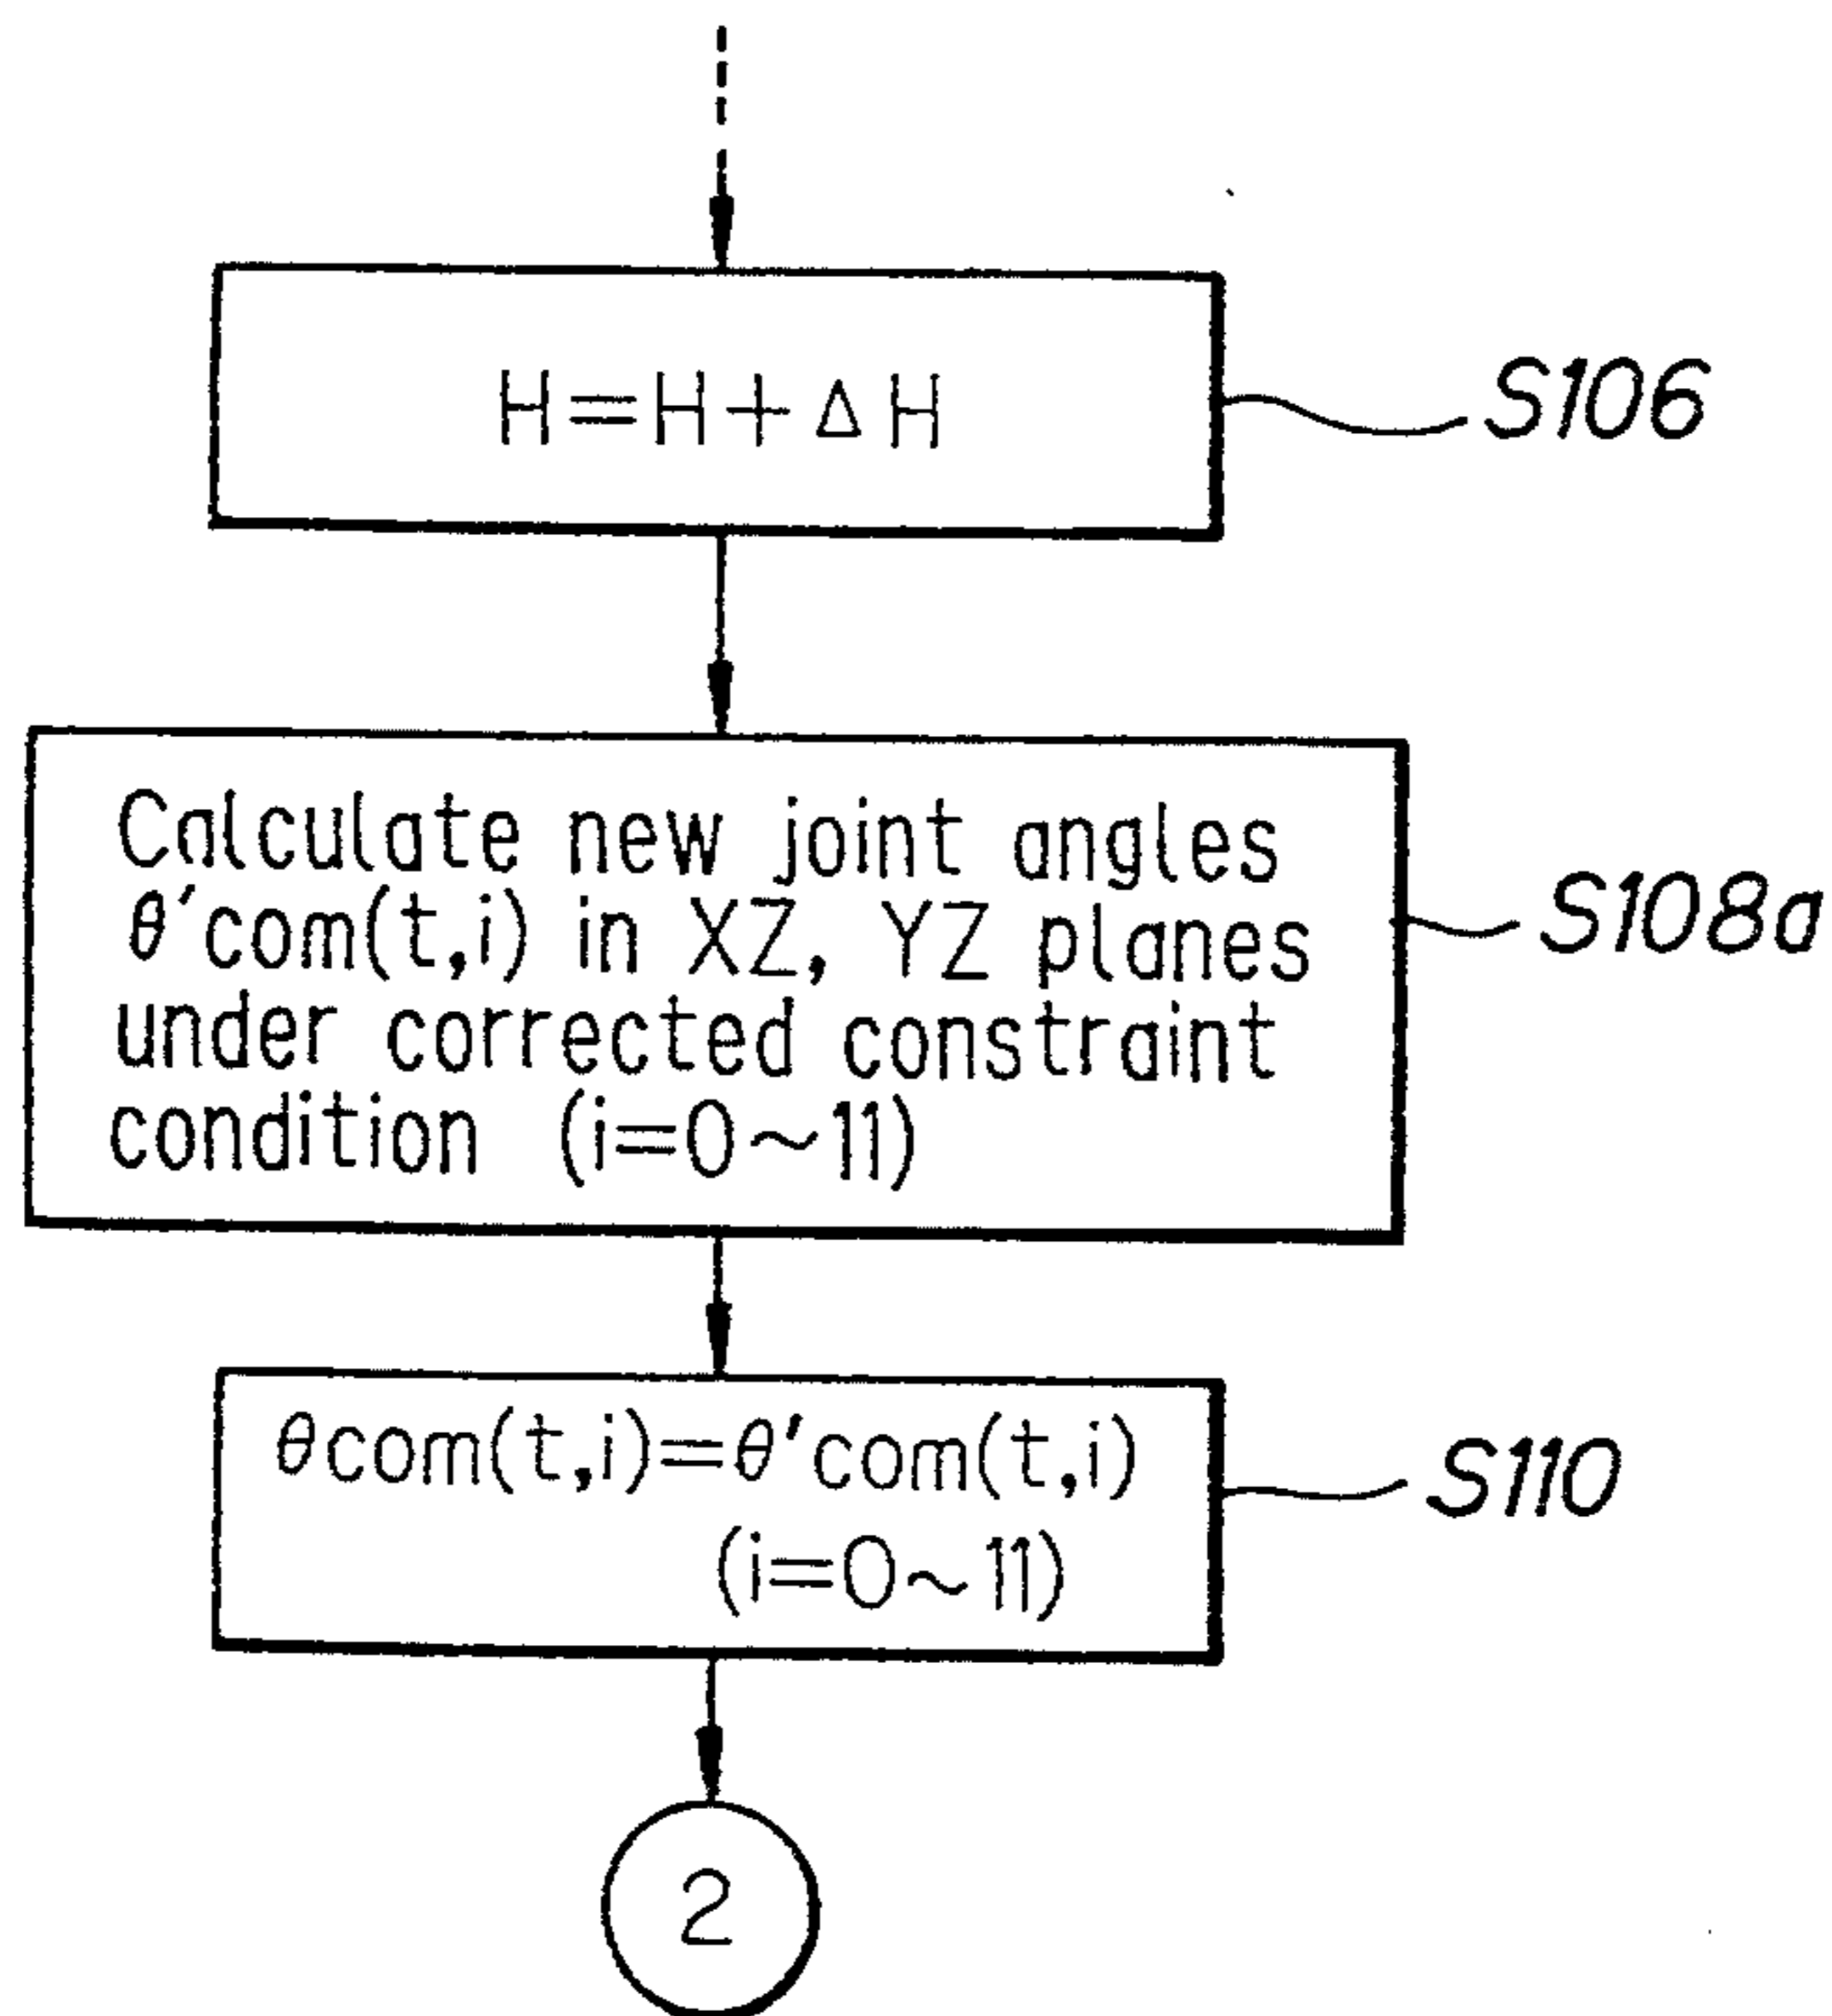 H=H+ΔH
S106
Calculate new joint angles
θ'com(t,i) in XZ, YZ planes
under corrected constraint
condition (i=0~11)
S108a
θcom(t,i)=θ'com(t,i)
(i=0~11)
S110
2